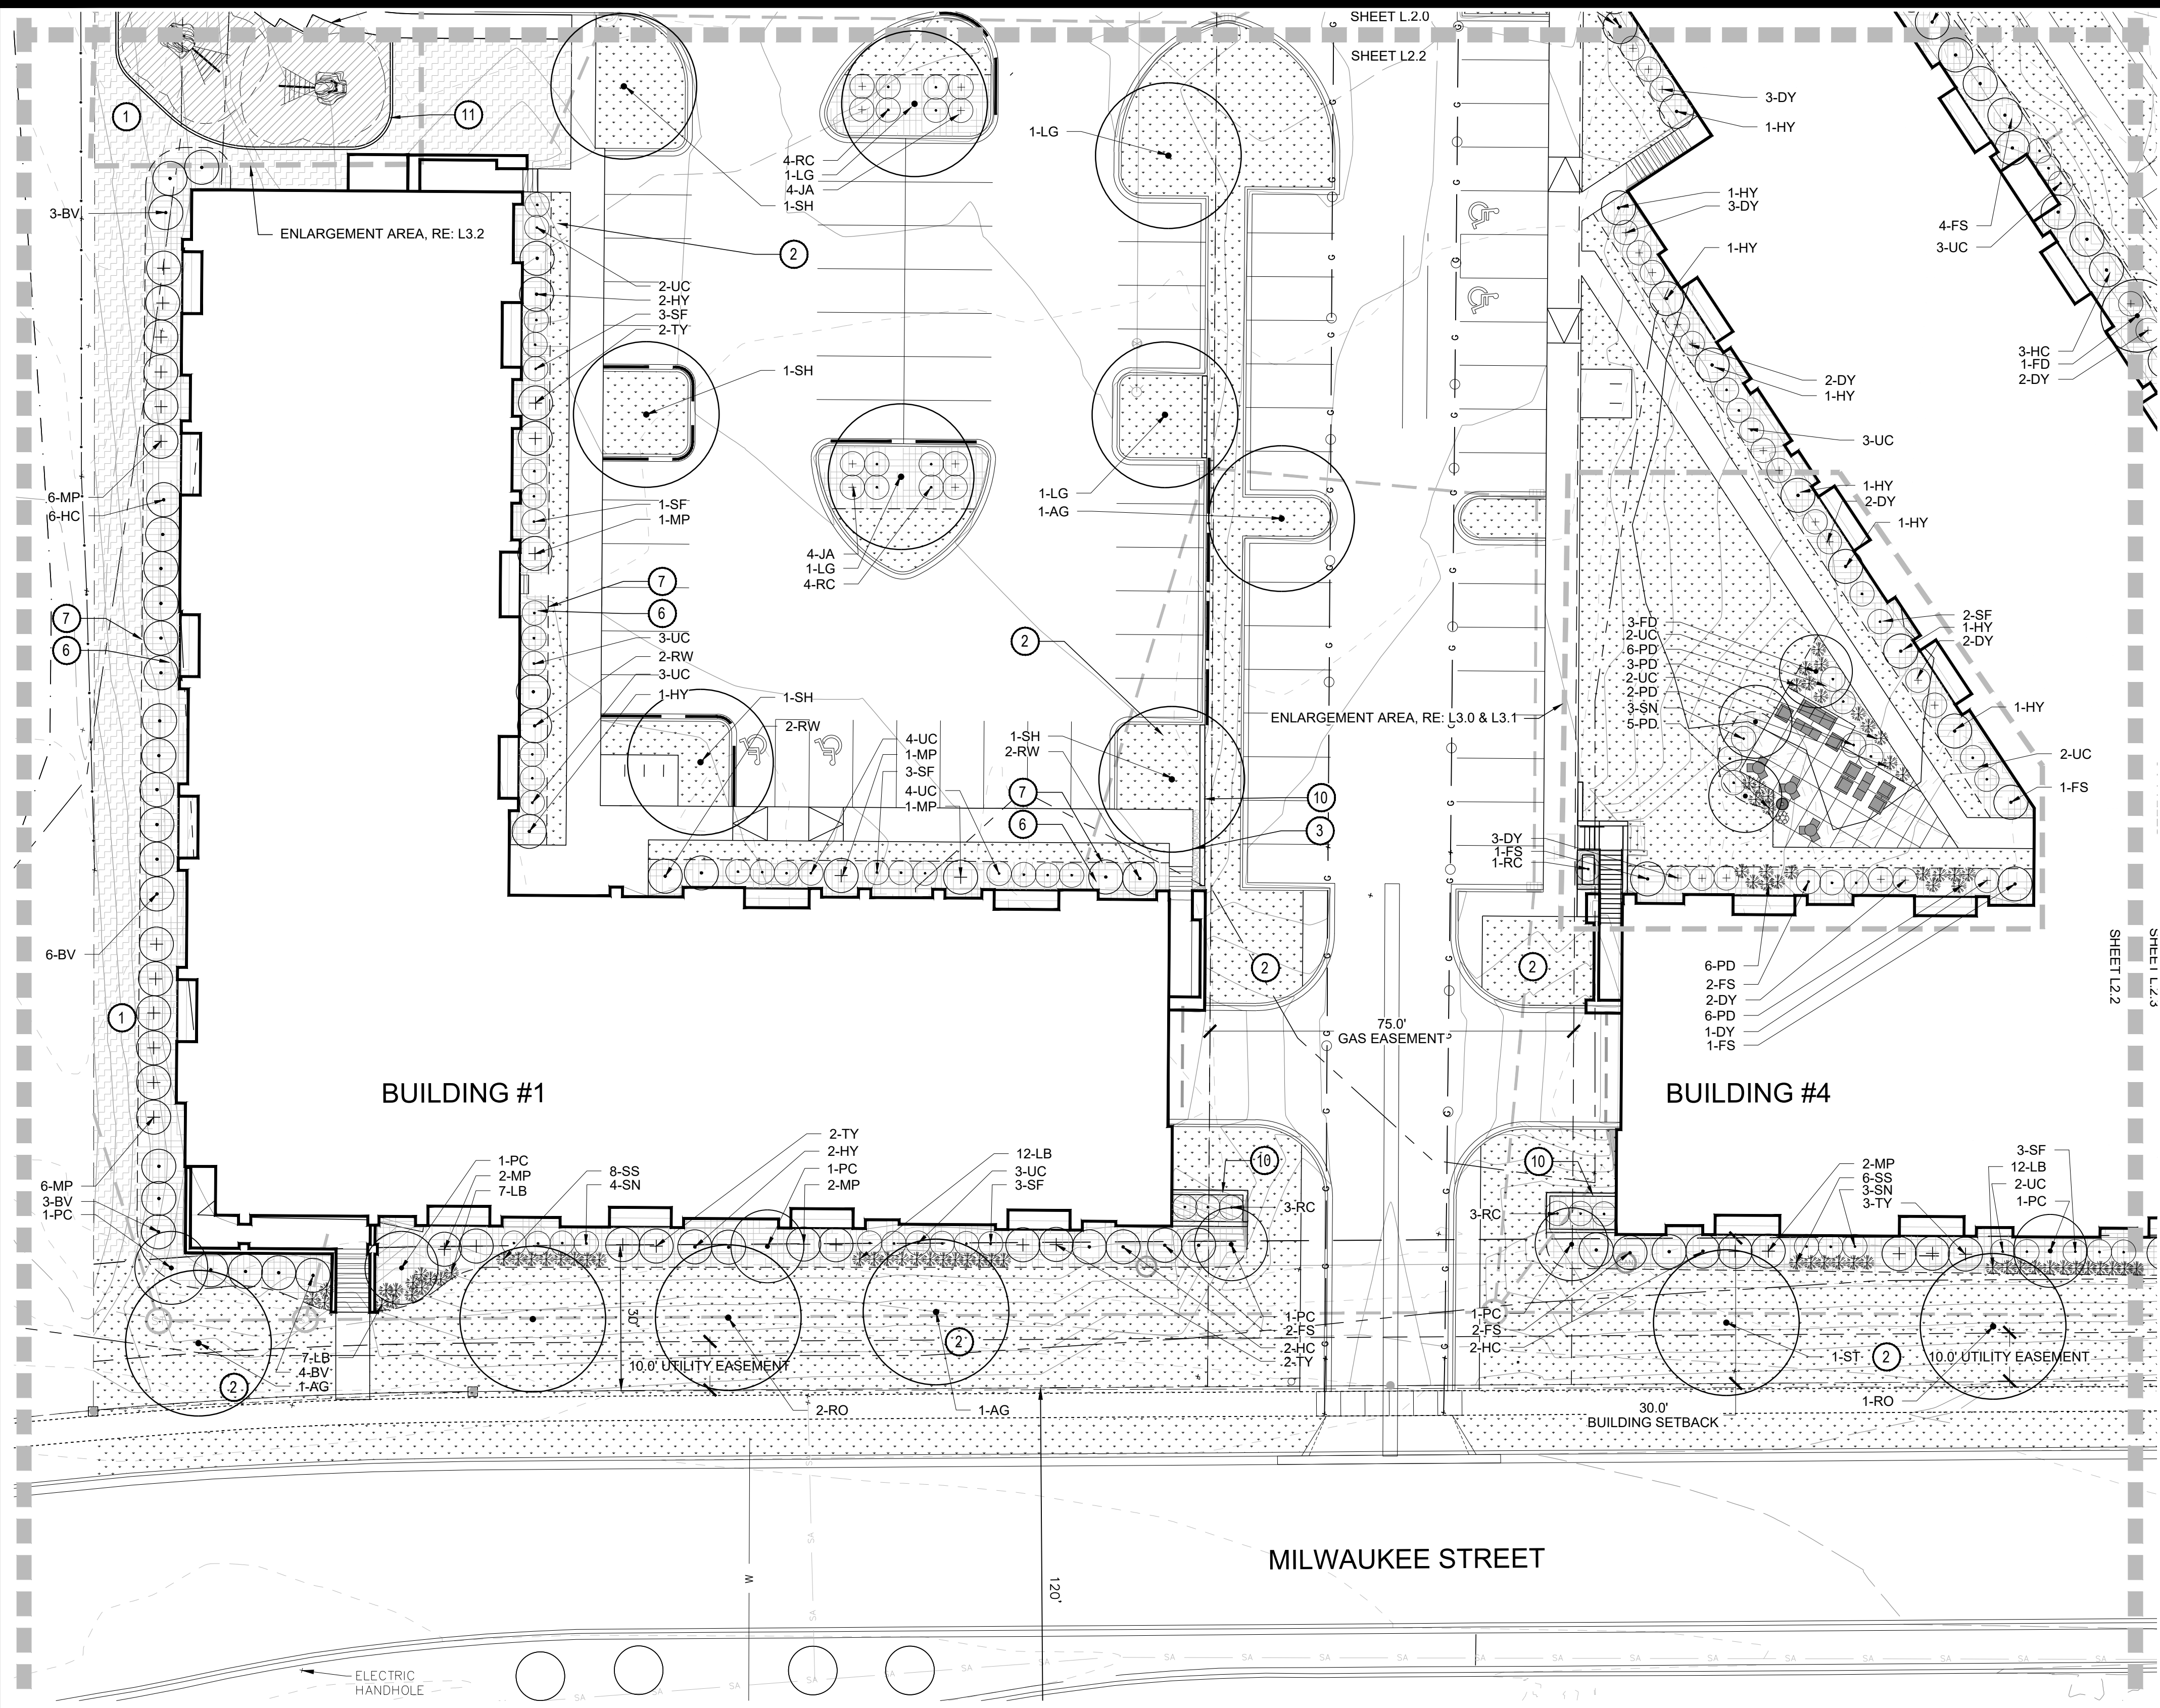 SHEET L.2.0
SHEET L2.2
1
11
3-BV
ENLARGEMENT AREA, RE: L3.2
4-RC
1-LG
4-JA
1-SH
2
1-LG
3-DY
1-HY
1-HY
3-DY
1-HY
4-FS
3-UC
2-UC
2-HY
3-SF
2-TY
1-SH
3-HC
1-FD
2-DY
2-DY
1-HY
3-UC
6-MP
6-HC
1-SF
1-MP
1-LG
1-AG
1-HY
2-DY
1-HY
4-JA
1-LG
4-RC
7
6
7
6
2
3-UC
2-RW
3-UC
1-HY
1-SH
2-RW
3-FD
2-UC
6-PD
3-PD
2-UC
2-PD
3-SN
5-PD
2-SF
1-HY
2-DY
1-HY
2-UC
1-FS
ENLARGEMENT AREA, RE: L3.0 & L3.1
4-UC
1-MP
3-SF
4-UC
1-MP
1-SH
2-RW
7
6
10
3
3-DY
1-FS
1-RC
6-BV
1
2
2
6-PD
2-FS
2-DY
6-PD
1-DY
1-FS
SHEET L2.2
SHEET L.2.3
75.0'
GAS EASEMENT
BUILDING #1
BUILDING #4
6-MP
3-BV
1-PC
1-PC
2-MP
7-LB
8-SS
4-SN
2-TY
2-HY
1-PC
2-MP
12-LB
3-UC
3-SF
10
3-RC
10
3-RC
2-MP
6-SS
3-SN
3-TY
3-SF
12-LB
2-UC
1-PC
7-LB
4-BV
1-AG
2
30'
10.0' UTILITY EASEMENT
2
1-PC
2-FS
2-HC
2-TY
1-PC
2-FS
2-HC
1-ST
2
10.0' UTILITY EASEMENT
2-RO
1-AG
30.0'
BUILDING SETBACK
1-RO
MILWAUKEE STREET
W
120'
ELECTRIC
HANDHOLE
SA SA SA SA SA SA SA